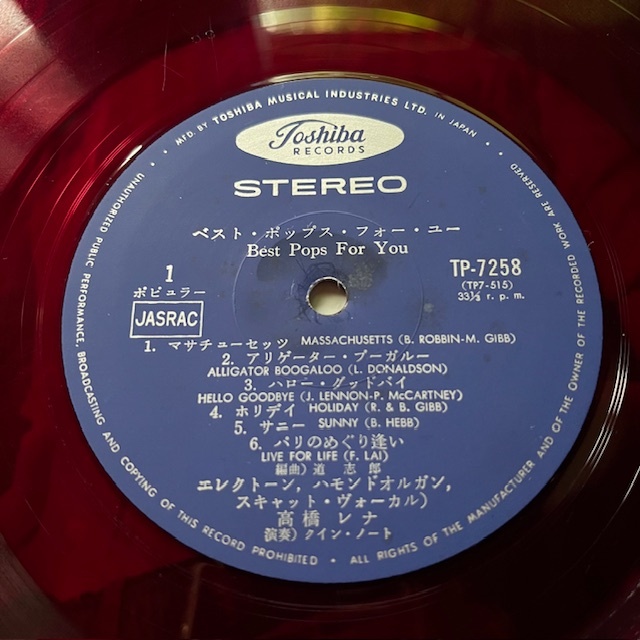 MFD. BY TOSHIBA MUSICAL INDUSTRIES LTD. IN JAPAN
Toshiba
RECORDS
STEREO
ベスト・ポップス・フォー・ユー
Best Pops For You
1
ポピュラー
JASRAC
TP-7258
(TP7-515)
33⅓ r. p. m.
1. マサチューセッツ MASSACHUSETTS (B. ROBBIN-M. GIBB)
2. アリゲーター・ブーガルー
ALLIGATOR BOOGALOO (L. DONALDSON)
3. ハロー・グッドバイ
HELLO GOODBYE (J. LENNON-P. McCARTNEY)
4. ホリデイ HOLIDAY (R. & B. GIBB)
5. サニー SUNNY (B. HEBB)
6. パリのめぐり逢い
LIVE FOR LIFE (F. LAI)
編曲) 道 志郎
エレクトーン, ハモンドオルガン,
スキャット・ヴォーカル)
高橋 レナ
演奏) クイン・ノート
UNAUTHORIZED PUBLIC PERFORMANCE, BROADCASTING AND COPYING OF THIS RECORD PROHIBITED • ALL RIGHTS OF THE MANUFACTURER AND OF THE OWNER OF THE RECORDED WORK ARE RESERVED